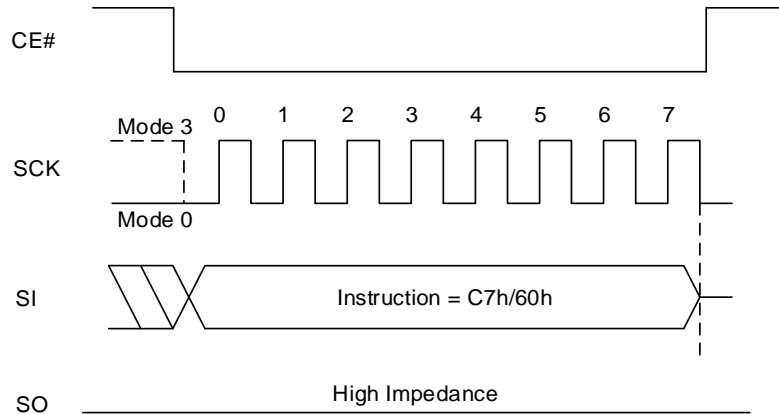 CE#
0 1 2 3 4 5 6 7
Mode 3
SCK
Mode 0
SI
Instruction = C7h/60h
High Impedance
SO